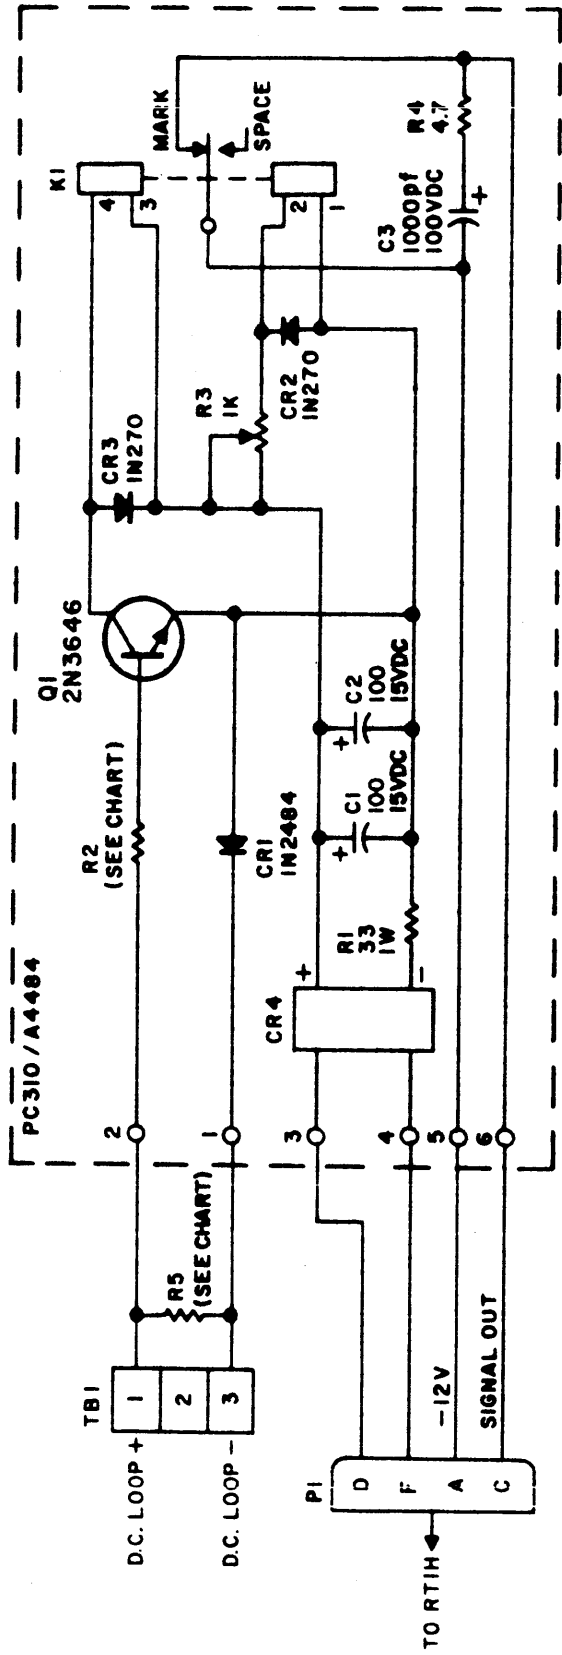 PC310/A4484
TB1
D.C. LOOP +
1
2
D.C. LOOP -
3
R5
(SEE CHART)
2
1
R2
(SEE CHART)
CR1
1N2484
Q1
2N3646
CR3
1N270
R3
1K
CR2
1N270
K1
4
3
2
1
MARK
SPACE
R4
4.7
C3
1000pf
100VDC
+
CR4
+
-
R1
33
1W
+
C1
100
15VDC
+
C2
100
15VDC
3
4
5
6
P1
D
F
A
C
-12V
SIGNAL OUT
TO RT1H